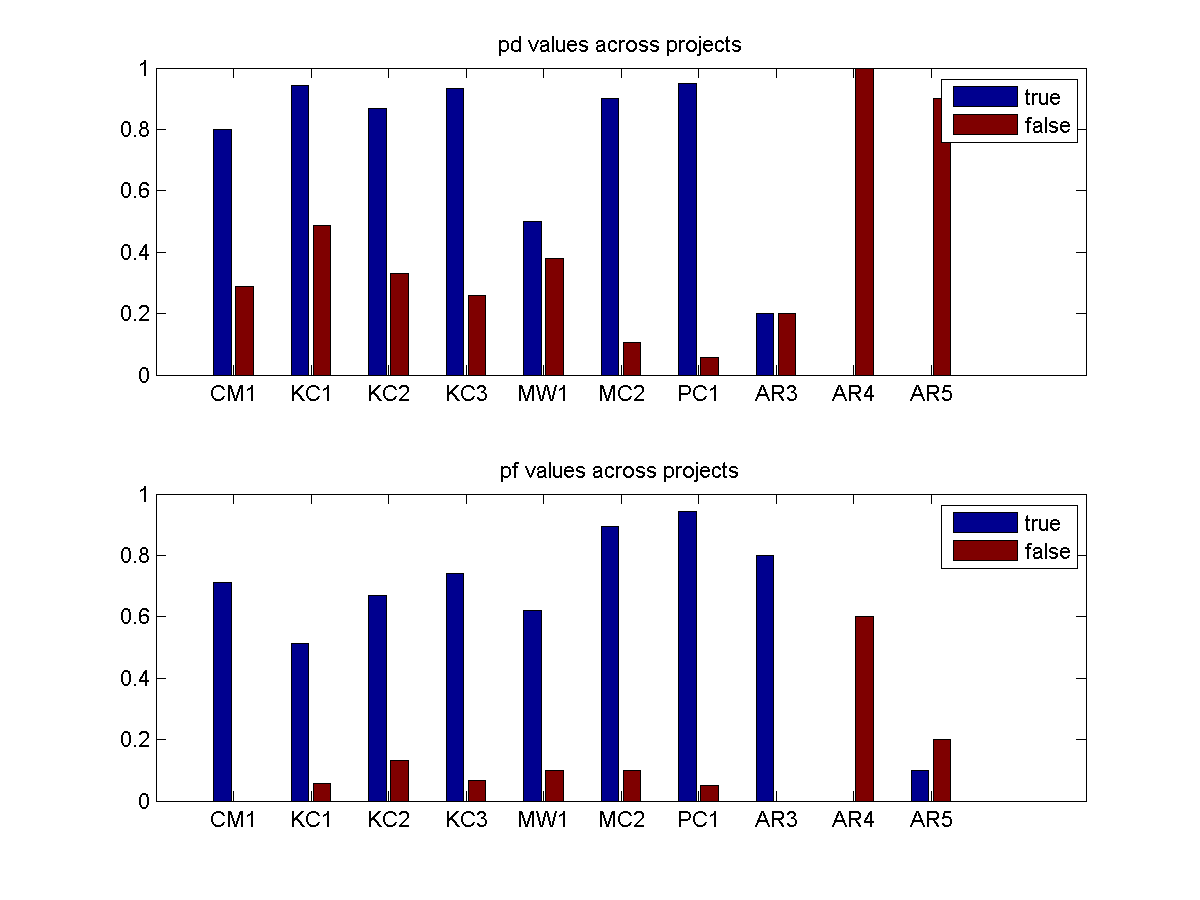 pd values across projects
1
0.8
0.6
0.4
0.2
0
true
false
CM1 KC1 KC2 KC3 MW1 MC2 PC1 AR3 AR4 AR5
pf values across projects
1
0.8
0.6
0.4
0.2
0
true
false
CM1 KC1 KC2 KC3 MW1 MC2 PC1 AR3 AR4 AR5